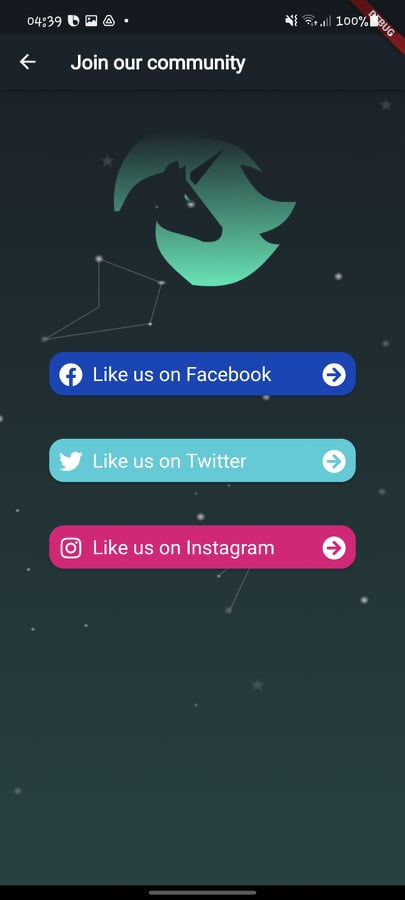 04:39
100%
DEBUG
Join our community
Like us on Facebook
Like us on Twitter
Like us on Instagram